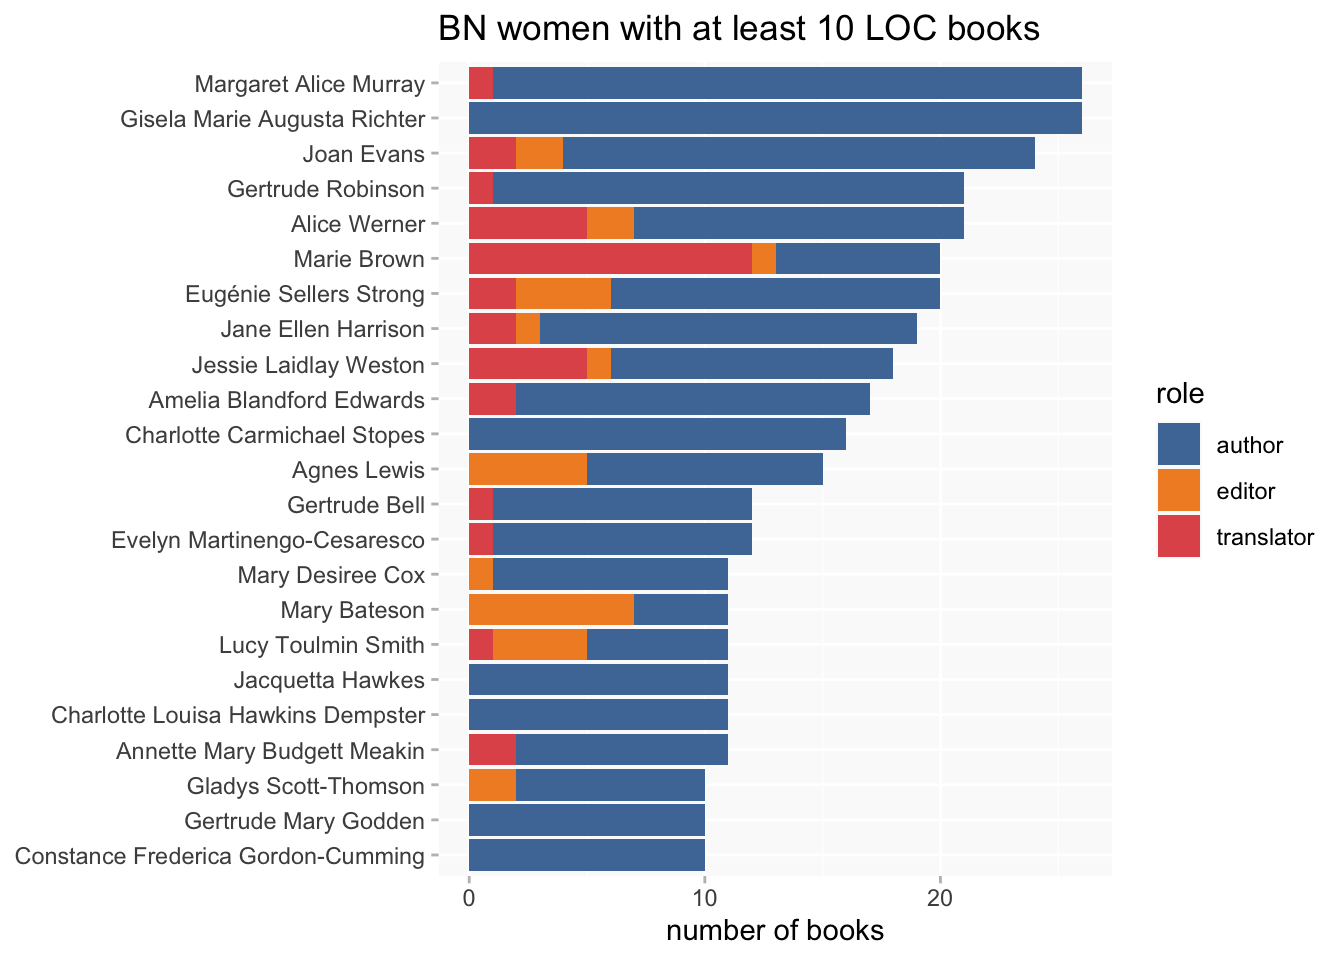 BN women with at least 10 LOC books
Margaret Alice Murray
Gisela Marie Augusta Richter
Joan Evans
Gertrude Robinson
Alice Werner
Marie Brown
Eugénie Sellers Strong
Jane Ellen Harrison
Jessie Laidlay Weston
Amelia Blandford Edwards
Charlotte Carmichael Stopes
Agnes Lewis
Gertrude Bell
Evelyn Martinengo-Cesaresco
Mary Desiree Cox
Mary Bateson
Lucy Toulmin Smith
Jacquetta Hawkes
Charlotte Louisa Hawkins Dempster
Annette Mary Budgett Meakin
Gladys Scott-Thomson
Gertrude Mary Godden
Constance Frederica Gordon-Cumming
0 10 20
number of books
role
author
editor
translator